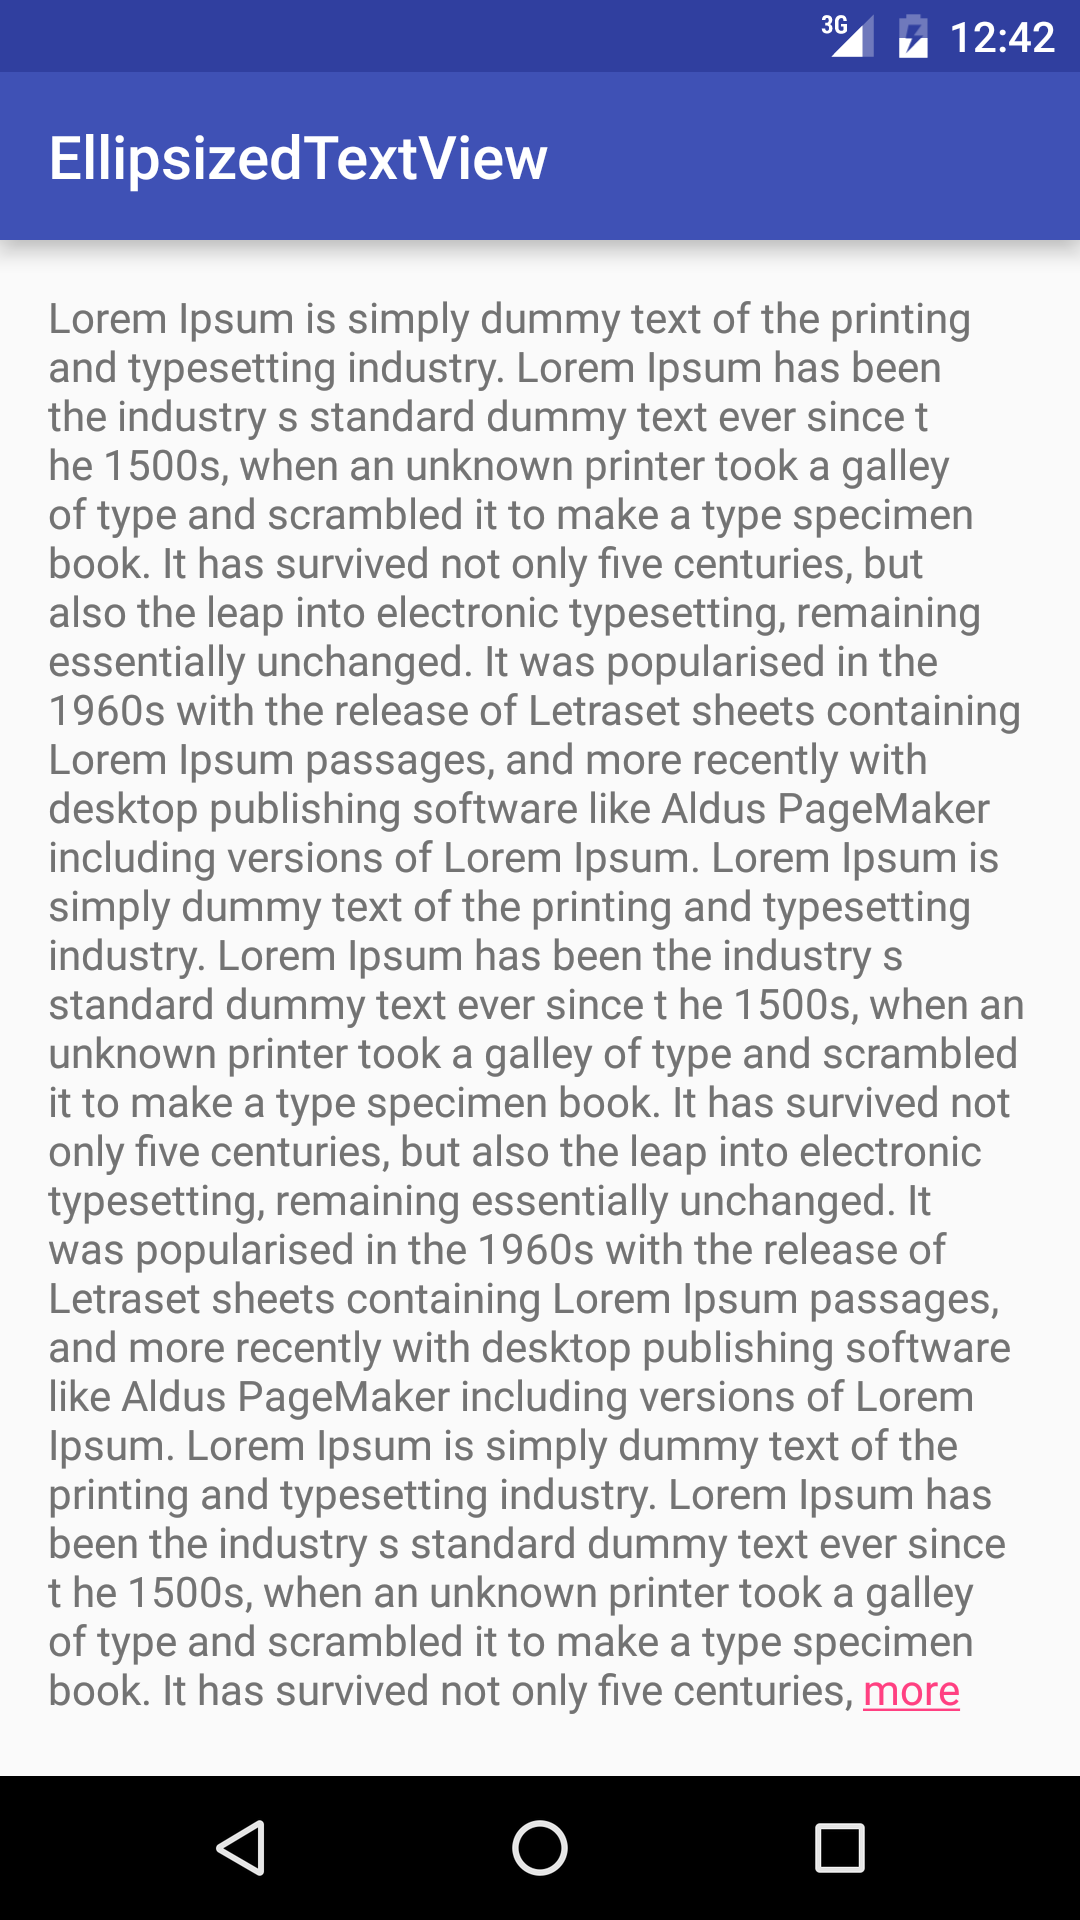 3G 12:42
EllipsizedTextView
Lorem Ipsum is simply dummy text of the printing
and typesetting industry. Lorem Ipsum has been
the industry s standard dummy text ever since t
he 1500s, when an unknown printer took a galley
of type and scrambled it to make a type specimen
book. It has survived not only five centuries, but
also the leap into electronic typesetting, remaining
essentially unchanged. It was popularised in the
1960s with the release of Letraset sheets containing
Lorem Ipsum passages, and more recently with
desktop publishing software like Aldus PageMaker
including versions of Lorem Ipsum. Lorem Ipsum is
simply dummy text of the printing and typesetting
industry. Lorem Ipsum has been the industry s
standard dummy text ever since t he 1500s, when an
unknown printer took a galley of type and scrambled
it to make a type specimen book. It has survived not
only five centuries, but also the leap into electronic
typesetting, remaining essentially unchanged. It
was popularised in the 1960s with the release of
Letraset sheets containing Lorem Ipsum passages,
and more recently with desktop publishing software
like Aldus PageMaker including versions of Lorem
Ipsum. Lorem Ipsum is simply dummy text of the
printing and typesetting industry. Lorem Ipsum has
been the industry s standard dummy text ever since
t he 1500s, when an unknown printer took a galley
of type and scrambled it to make a type specimen
book. It has survived not only five centuries, more